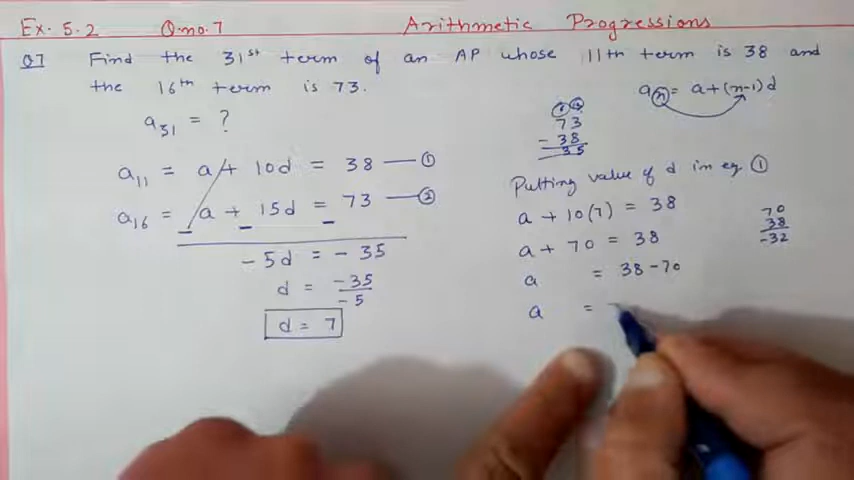 Ex. 5.2 Q.no.7 Arithmetic Progressions
Q7 Find the 31st term of an AP whose 11th term is 38 and
the 16th term is 73.
a31 = ?
a11 = a + 10d = 38 — ①
a16 = a + 15d = 73 — ②
- - -
-5d = -35
d = -35/-5
d = 7
an = a + (n-1)d
73
- 38
35
Putting value of d in eq ①
a + 10(7) = 38
a + 70 = 38
a = 38 - 70
a =
70
38
-32